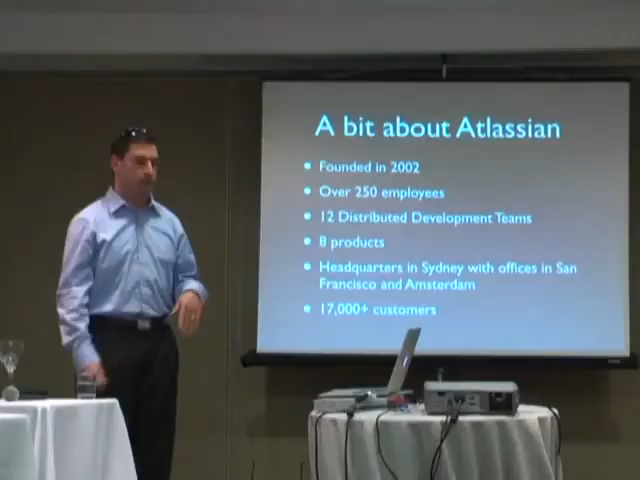 A bit about Atlassian
• Founded in 2002
• Over 250 employees
• 12 Distributed Development Teams
• 8 products
• Headquarters in Sydney with offices in San
Francisco and Amsterdam
• 17,000+ customers